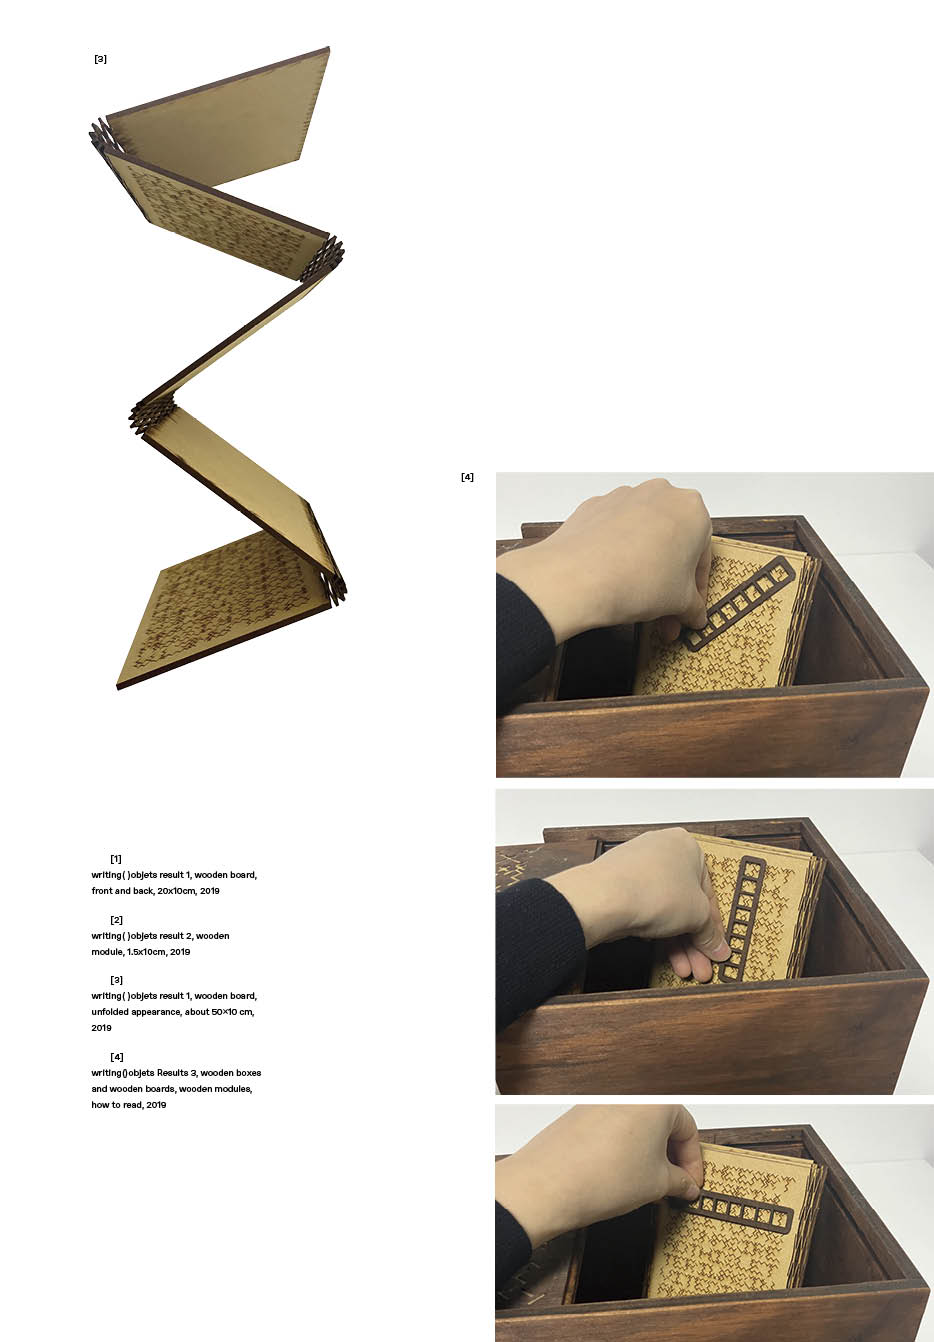 [3]
[4]
[1]
writing( )objets result 1, wooden board,
front and back, 20x10cm, 2019
[2]
writing( )objets result 2, wooden
module, 1.5x10cm, 2019
[3]
writing( )objets result 1, wooden board,
unfolded appearance, about 50×10 cm,
2019
[4]
writing()objets Results 3, wooden boxes
and wooden boards, wooden modules,
how to read, 2019